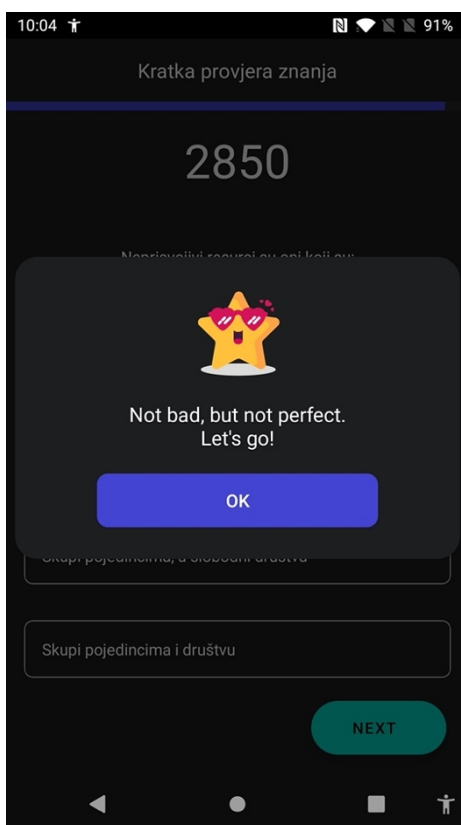 10:04 91%
Kratka provjera znanja
2850
Not bad, but not perfect.
Let's go!
OK
Skupi pojedincima i društvu
NEXT